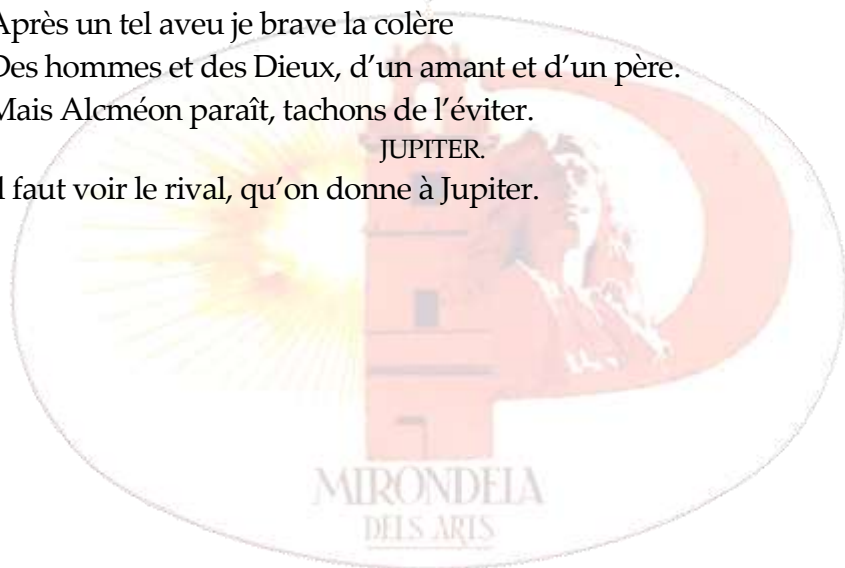 Après un tel aveu je brave la colère
Des hommes et des Dieux, d’un amant et d’un père.
Mais Alcméon paraît, tachons de l’éviter.
JUPITER.
l faut voir le rival, qu’on donne à Jupiter.
MIRONDELA
DELS ARTS